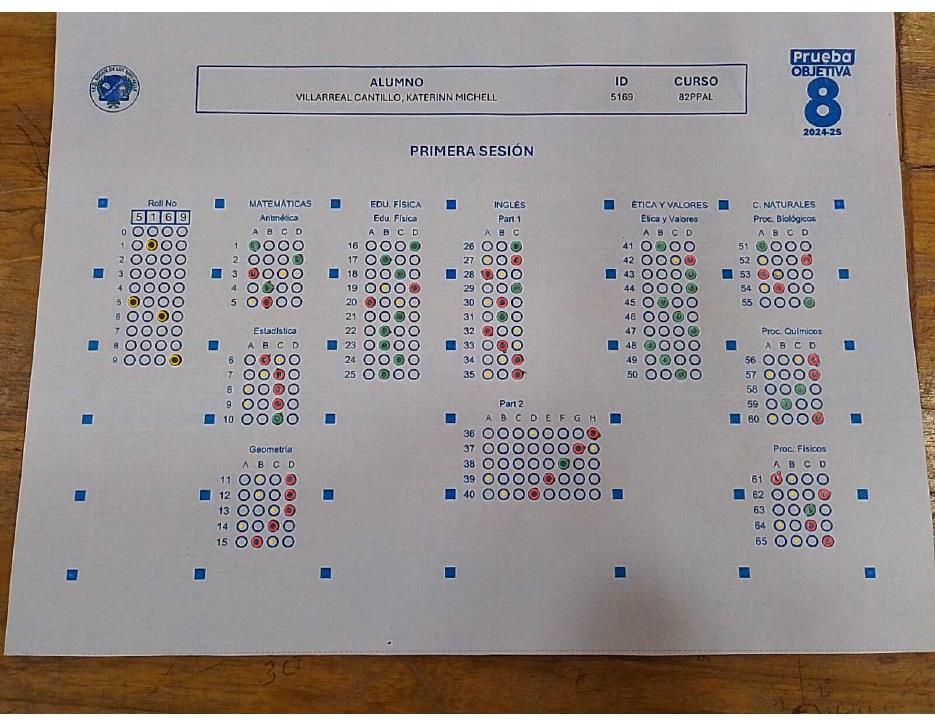 Prueba
OBJETIVA
8
2024-25
ALUMNO ID CURSO
VILLARREAL CANTILLO, KATERINN MICHELL 5169 82PPAL
PRIMERA SESIÓN
Roll No
5 1 6 9
0
1
2
3
4
5
6
7
8
9
MATEMÁTICAS
Aritmética
A B C D
1
2
3
4
5
Estadística
A B C D
6
7
8
9
10
Geometría
A B C D
11
12
13
14
15
EDU. FÍSICA
Edu. Física
A B C D
16
17
18
19
20
21
22
23
24
25
INGLÉS
Part 1
A B C
26
27
28
29
30
31
32
33
34
35
Part 2
A B C D E F G H
36
37
38
39
40
ÉTICA Y VALORES
Ética y Valores
A B C D
41
42
43
44
45
46
47
48
49
50
C. NATURALES
Proc. Biológicos
A B C D
51
52
53
54
55
Proc. Químicos
A B C D
56
57
58
59
60
Proc. Físicos
A B C D
61
62
63
64
65